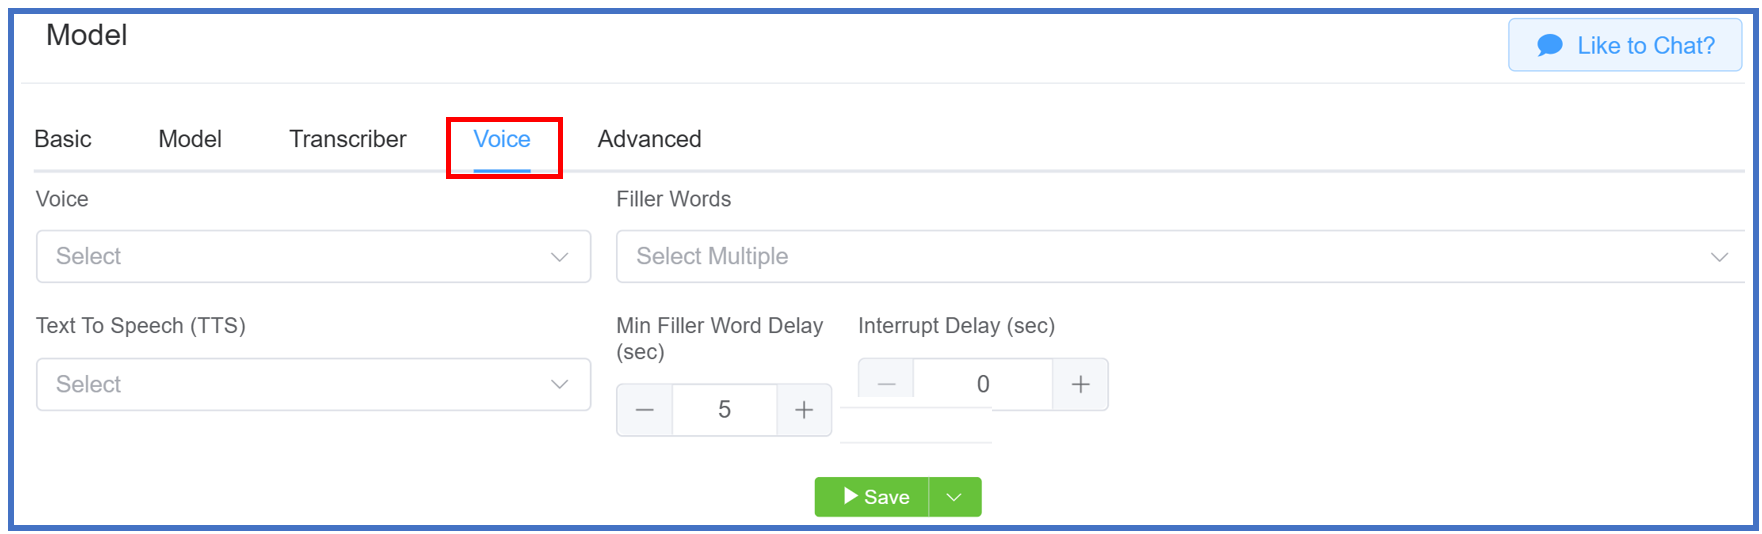 Model
Like to Chat?
Basic
Model
Transcriber
Voice
Advanced
Voice
Filler Words
Select
Select Multiple
Text To Speech (TTS)
Min Filler Word Delay
(sec)
Interrupt Delay (sec)
Select
5
0
Save